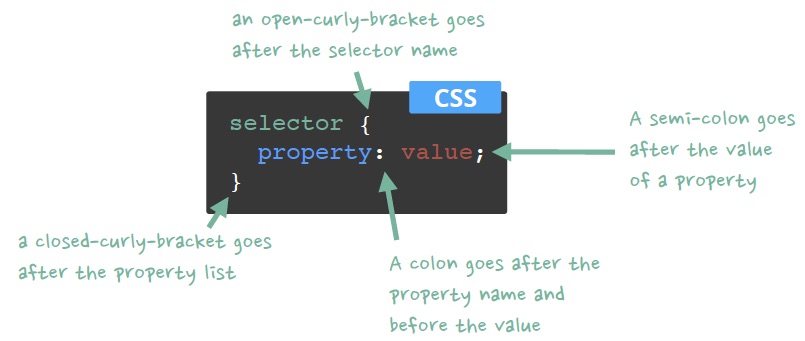 an open-curly-bracket goes
after the selector name
CSS
selector {
property: value;
}
A semi-colon goes
after the value
of a property
a closed-curly-bracket goes
after the property list
A colon goes after the
property name and
before the value